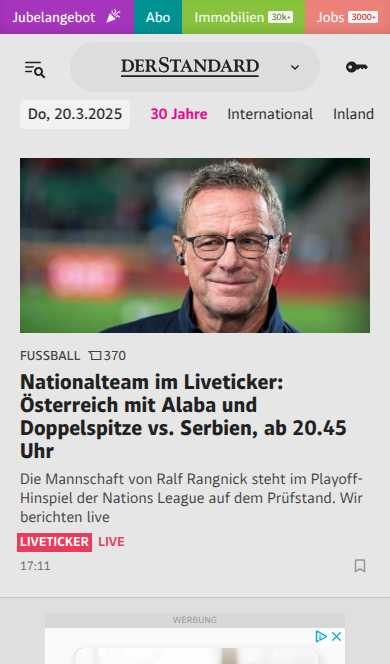 Jubelangebot
Abo
Immobilien 30k+
Jobs 3000+
DERSTANDARD
Do, 20.3.2025
30 Jahre
International
Inland
FUSSBALL 370
Nationalteam im Liveticker:
Österreich mit Alaba und
Doppelspitze vs. Serbien, ab 20.45
Uhr
Die Mannschaft von Ralf Rangnick steht im Playoff-
Hinspiel der Nations League auf dem Prüfstand. Wir
berichten live
LIVETICKER LIVE
17:11
WERBUNG